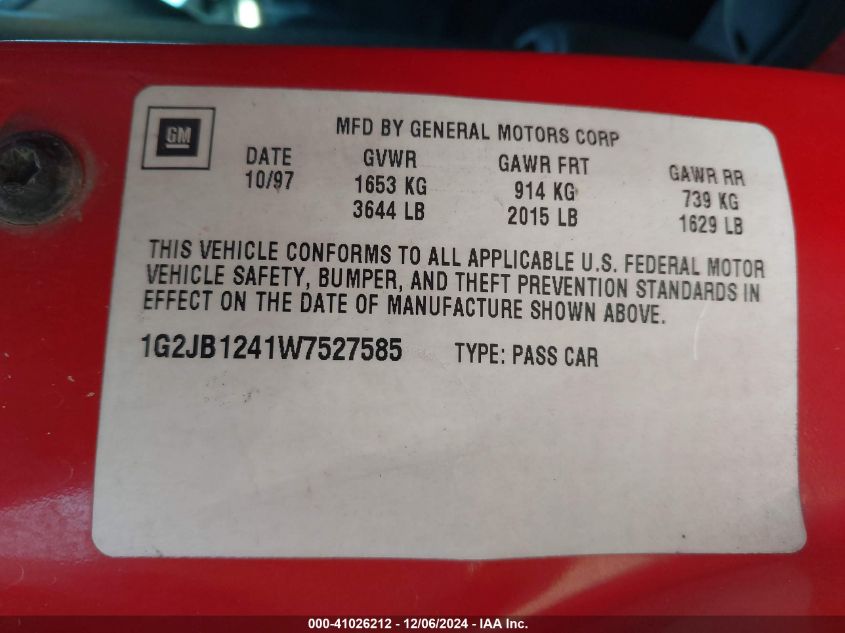 GM
MFD BY GENERAL MOTORS CORP
DATE GVWR GAWR FRT GAWR RR
10/97 1653 KG 914 KG 739 KG
3644 LB 2015 LB 1629 LB
THIS VEHICLE CONFORMS TO ALL APPLICABLE U.S. FEDERAL MOTOR
VEHICLE SAFETY, BUMPER, AND THEFT PREVENTION STANDARDS IN
EFFECT ON THE DATE OF MANUFACTURE SHOWN ABOVE.
1G2JB1241W7527585 TYPE: PASS CAR
000-41026212 - 12/06/2024 - IAA Inc.